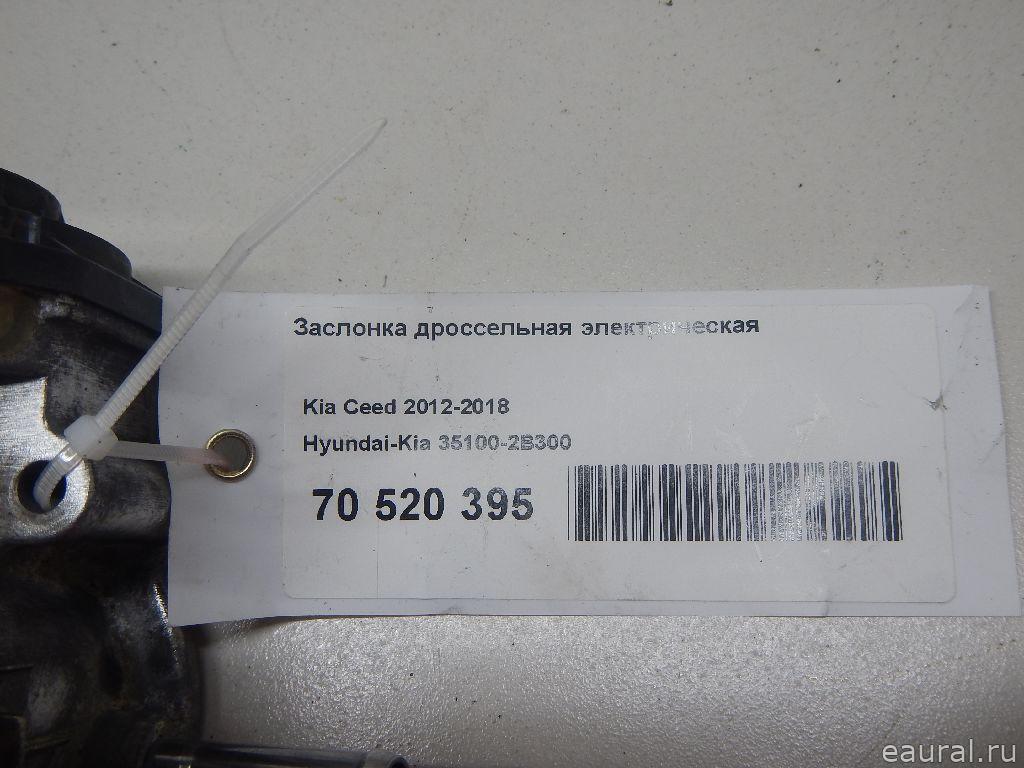 Заслонка дроссельная электрическая
Kia Ceed 2012-2018
Hyundai-Kia 35100-2B300
70 520 395
eaural.ru